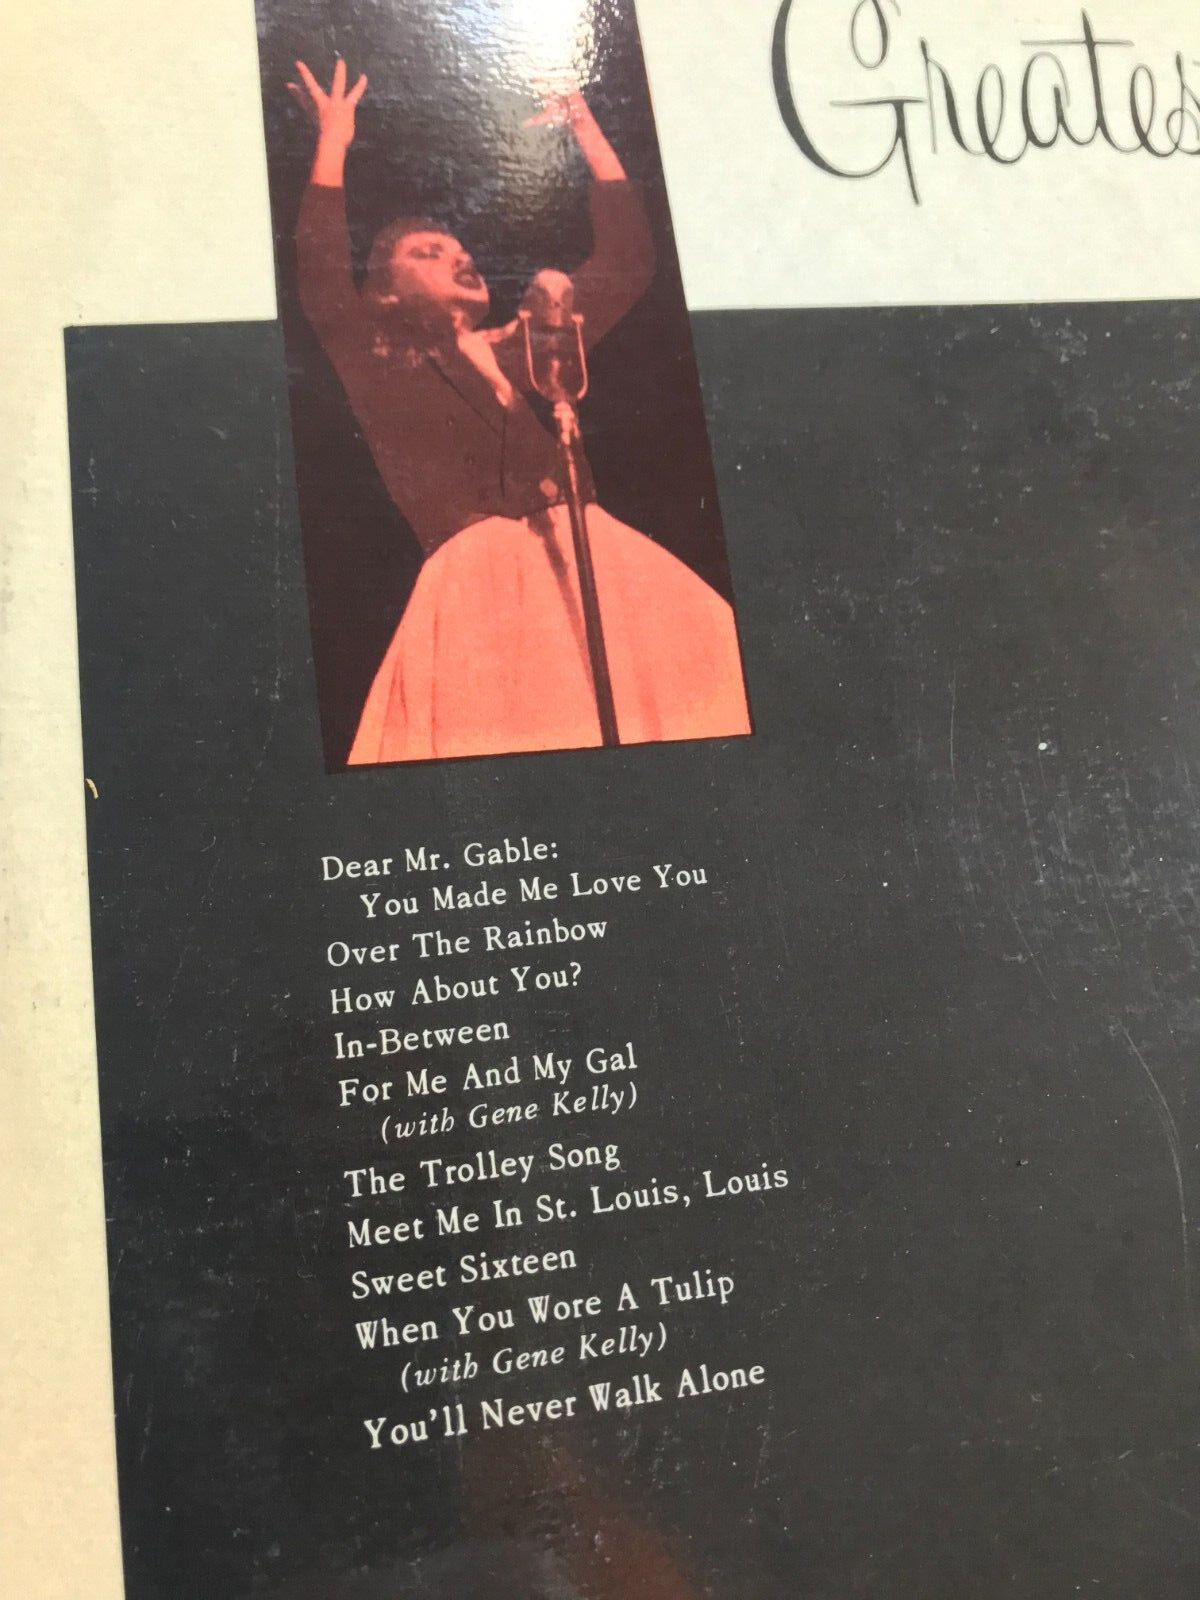 Greates
Dear Mr. Gable:
You Made Me Love You
Over The Rainbow
How About You?
In-Between
For Me And My Gal
(with Gene Kelly)
The Trolley Song
Meet Me In St. Louis, Louis
Sweet Sixteen
When You Wore A Tulip
(with Gene Kelly)
You'll Never Walk Alone